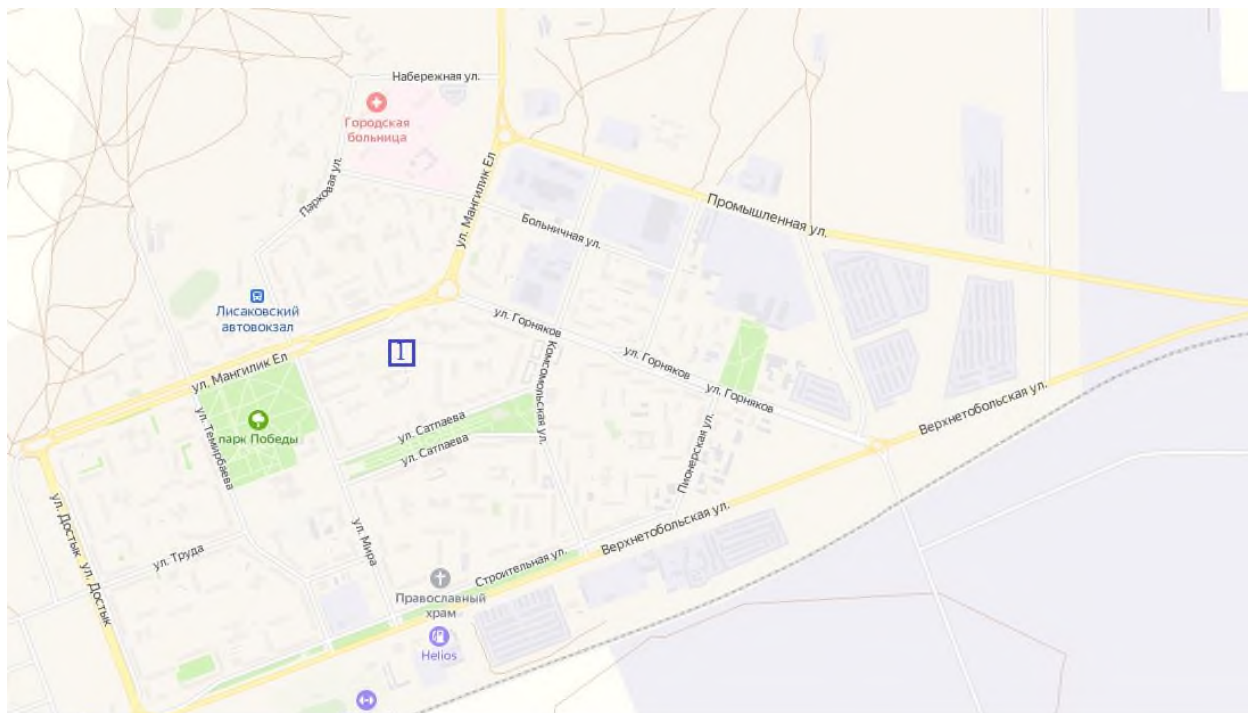 Набережная ул.
Городская
больница
Парковая ул.
ул. Мангилик Ел
Промышленная ул.
Больничная ул.
Лисаковский
автовокзал
ул. Горняков
1
Комсомольская ул.
ул. Горняков
ул. Мангилик Ел
ул. Горняков
ул. Темирбаева
парк Победы
ул. Сатпаева
ул. Сатпаева
Пионерская ул.
Верхнетобольская ул.
ул. Достык
ул. Достык
ул. Труда
ул. Мира
Строительная ул.
Верхнетобольская ул.
Православный
храм
Helios